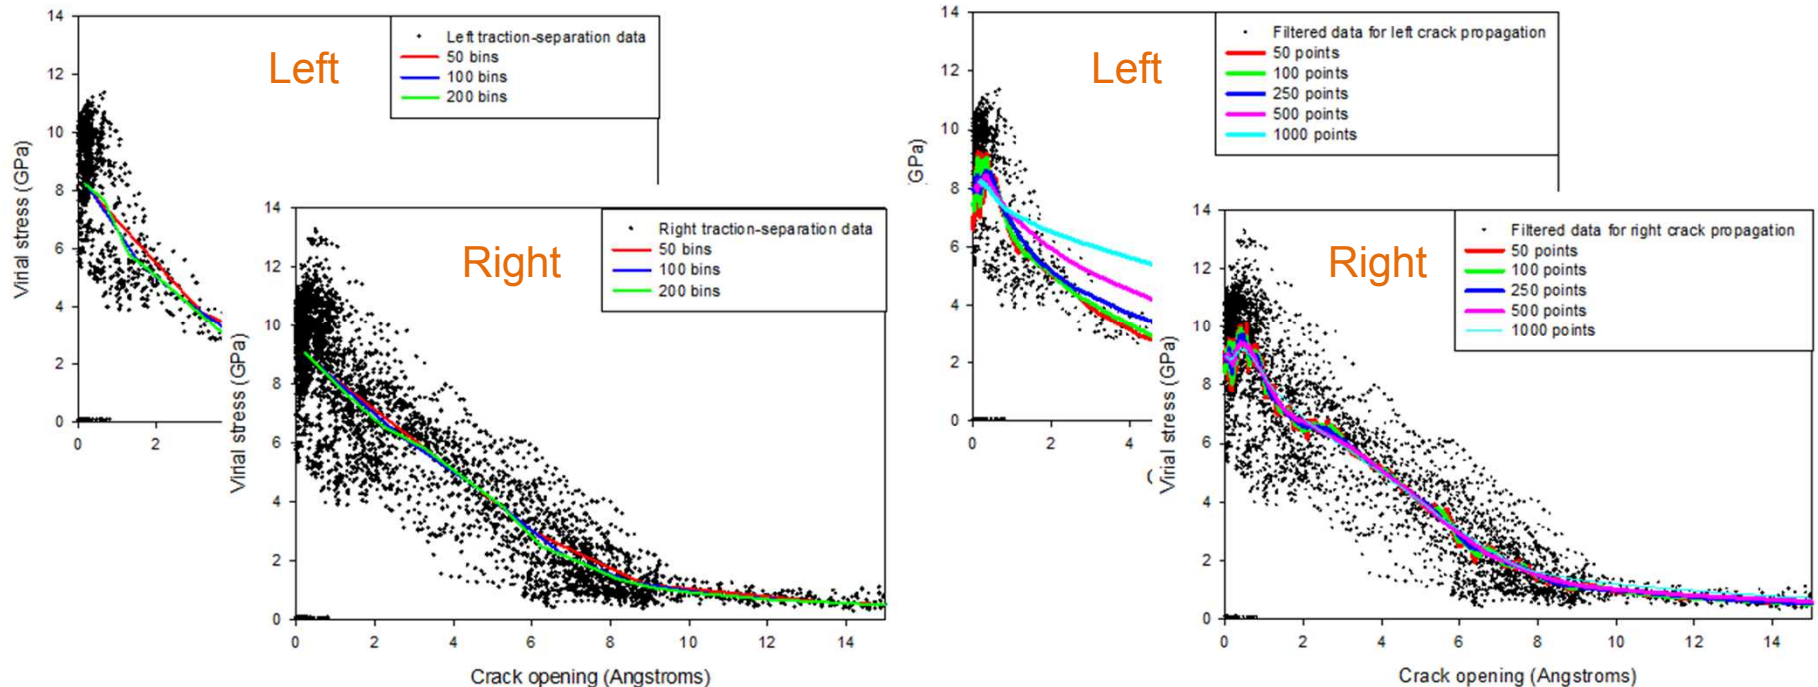 Left
Left traction-separation data
50 bins
100 bins
200 bins
Virial stress (GPa)
14
12
10
8
6
4
2
0
0 2
Right
Right traction-separation data
50 bins
100 bins
200 bins
Virial stress (GPa)
14
12
10
8
6
4
2
0
0 2 4 6 8 10 12 14
Crack opening (Angstroms)
Left
Filtered data for left crack propagation
50 points
100 points
250 points
500 points
1000 points
(GPa)
14
12
10
8
6
4
2
0
0 2 4
Right
Filtered data for right crack propagation
50 points
100 points
250 points
500 points
1000 points
Virial stress (GPa)
14
12
10
8
6
4
2
0
0 2 4 6 8 10 12 14
Crack opening (Angstroms)